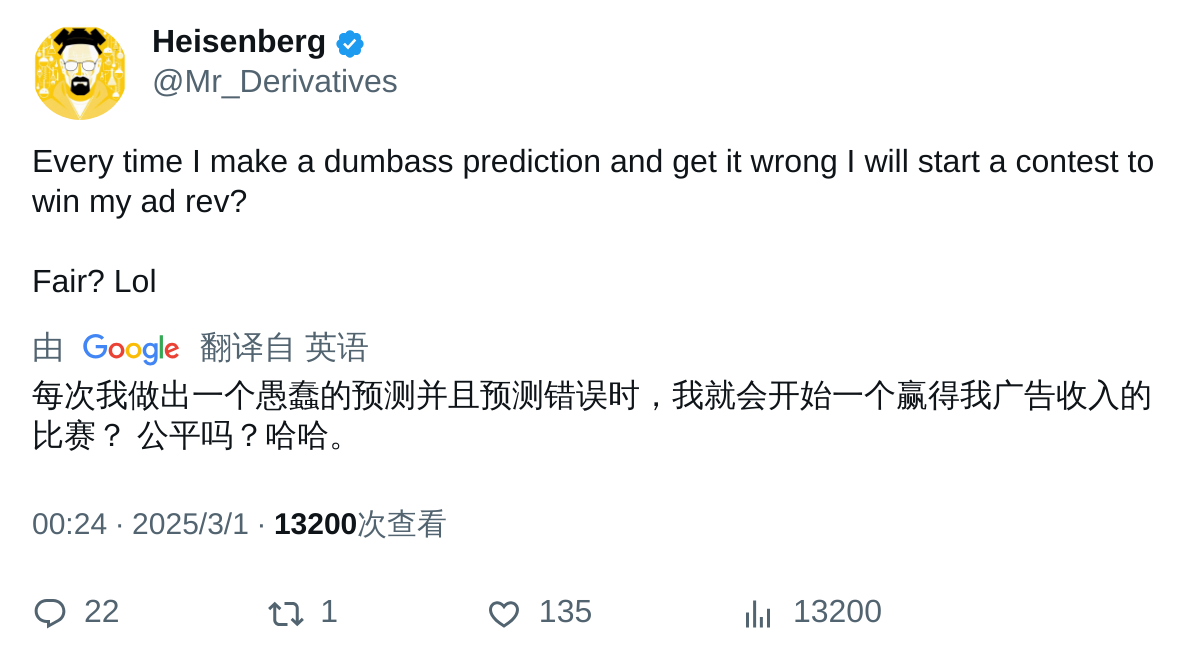 Heisenberg
@Mr_Derivatives
Every time I make a dumbass prediction and get it wrong I will start a contest to
win my ad rev?
Fair? Lol
由 Google 翻译自 英语
每次我做出一个愚蠢的预测并且预测错误时，我就会开始一个赢得我广告收入的
比赛？ 公平吗？哈哈。
00:24 · 2025/3/1 · 13200次查看
22 1 135 13200